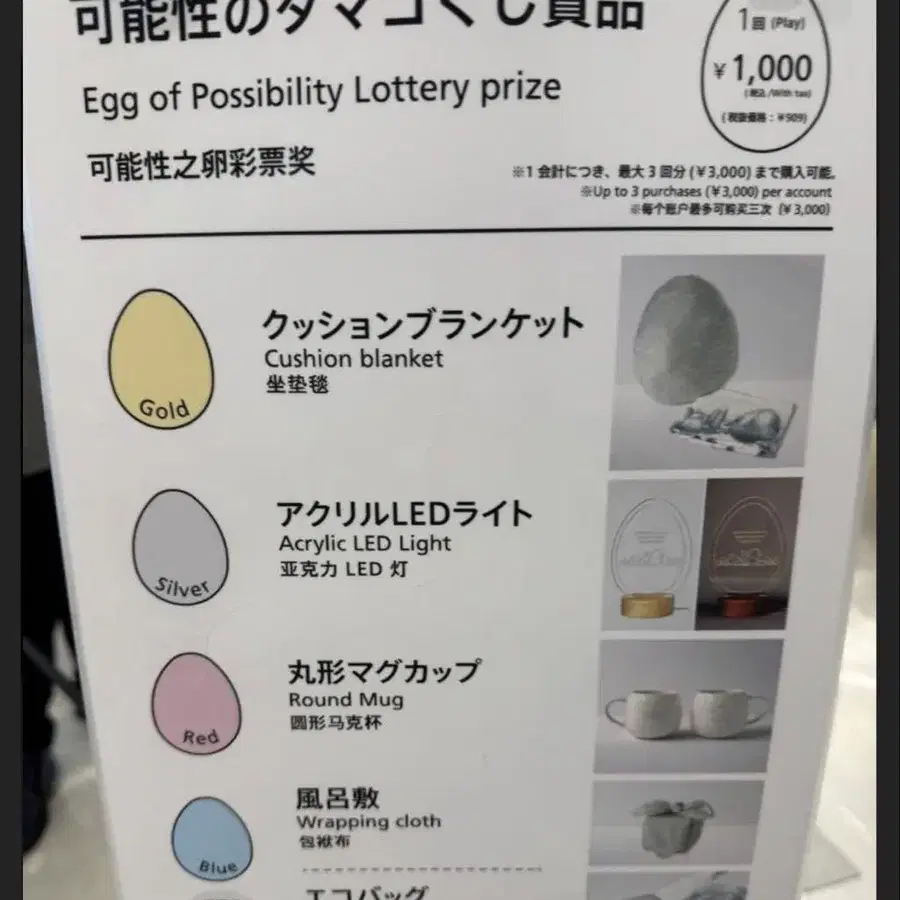 可能性のタマゴくじ賞品
Egg of Possibility Lottery prize
可能性之卵彩票奖
1回 (Play)
¥1,000
(税込/With tax)
(税抜価格:¥909)
※1会計につき、最大3回分(¥3,000)まで購入可能。
※Up to 3 purchases (¥3,000) per account
※每个账户最多可购买三次 (¥3,000)
Gold
クッションブランケット
Cushion blanket
坐垫毯
Silver
アクリルLEDライト
Acrylic LED Light
亚克力 LED 灯
Red
丸形マグカップ
Round Mug
圆形马克杯
Blue
風呂敷
Wrapping cloth
包袱布
エコバッグ